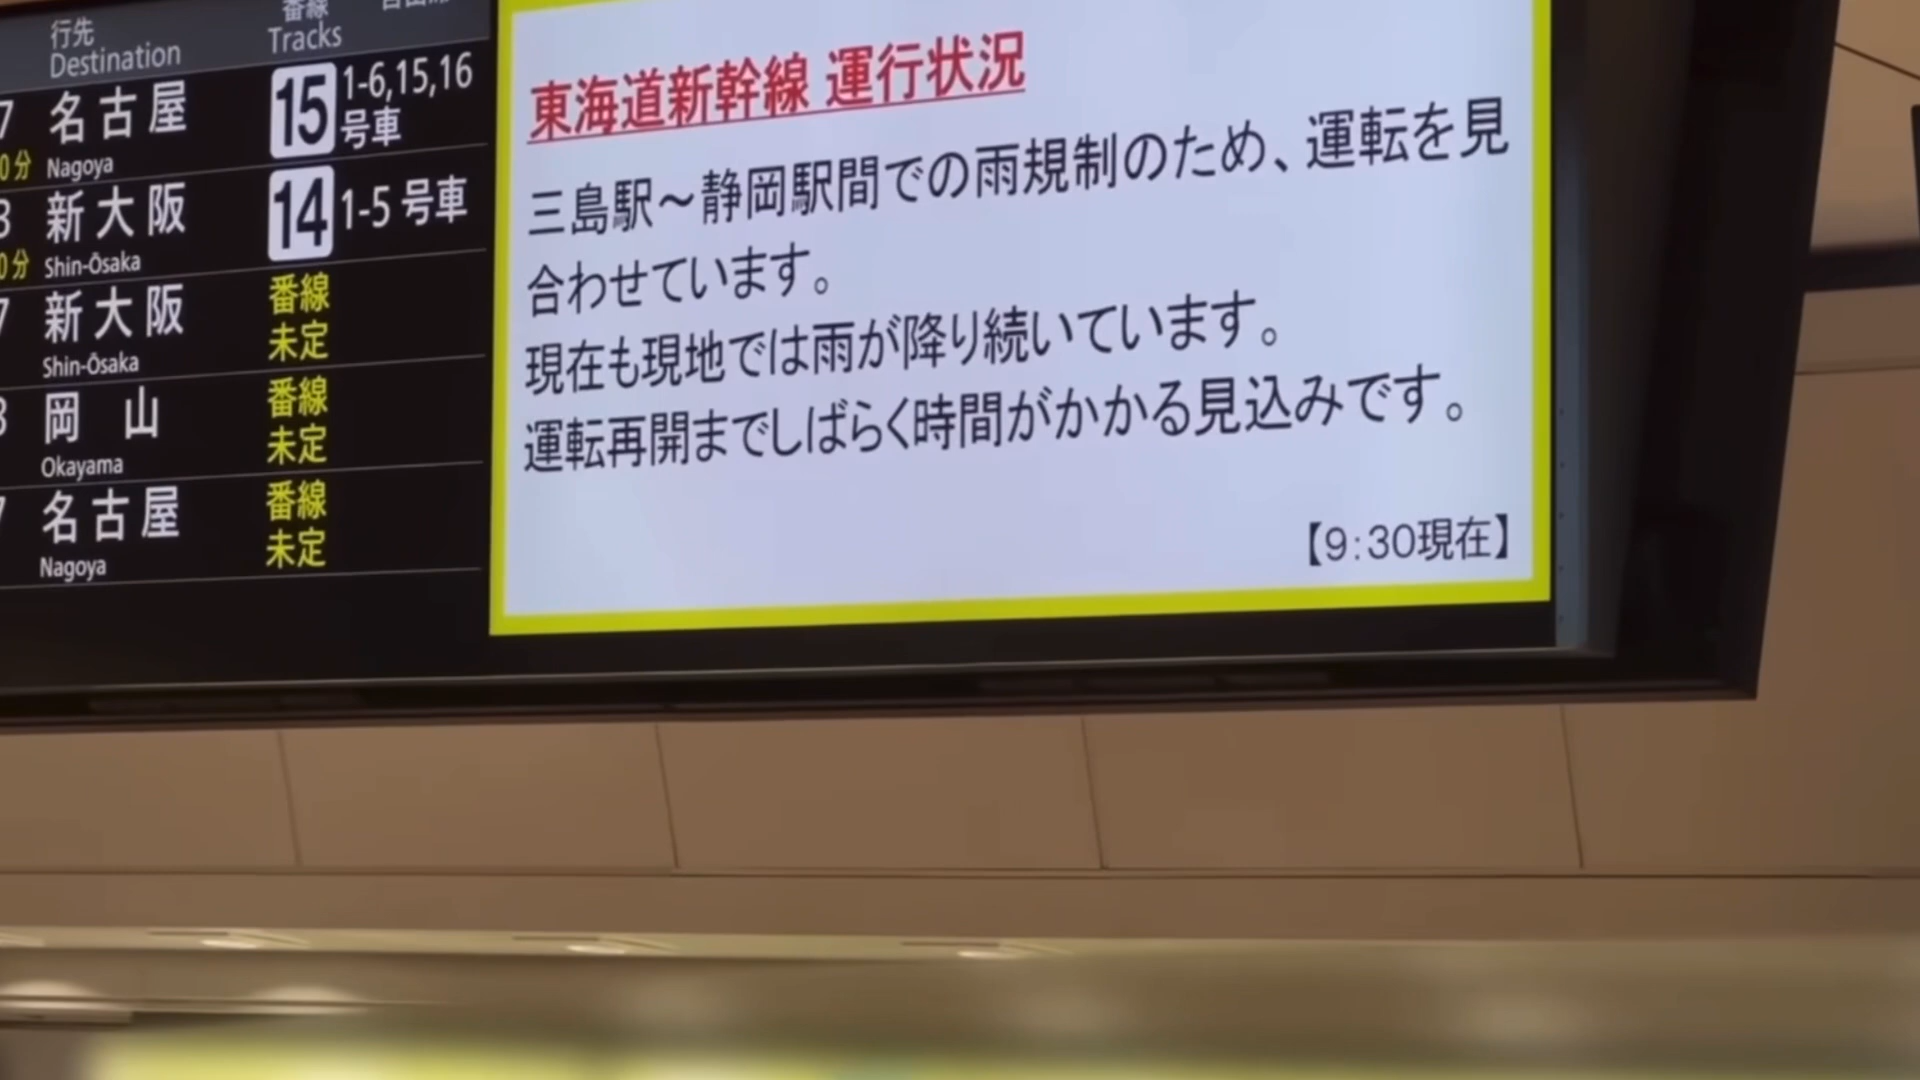 行先
番線
Destination
Tracks
名古屋
15
1-6,15,16
号車
0分
Nagoya
新大阪
14
1-5 号車
0分
Shin-Ōsaka
新大阪
番線
未定
Shin-Ōsaka
岡山
番線
未定
Okayama
名古屋
番線
未定
Nagoya
東海道新幹線 運行状況
三島駅～静岡駅間での雨規制のため、運転を見
合わせています。
現在も現地では雨が降り続いています。
運転再開までしばらく時間がかかる見込みです。
【9:30現在】